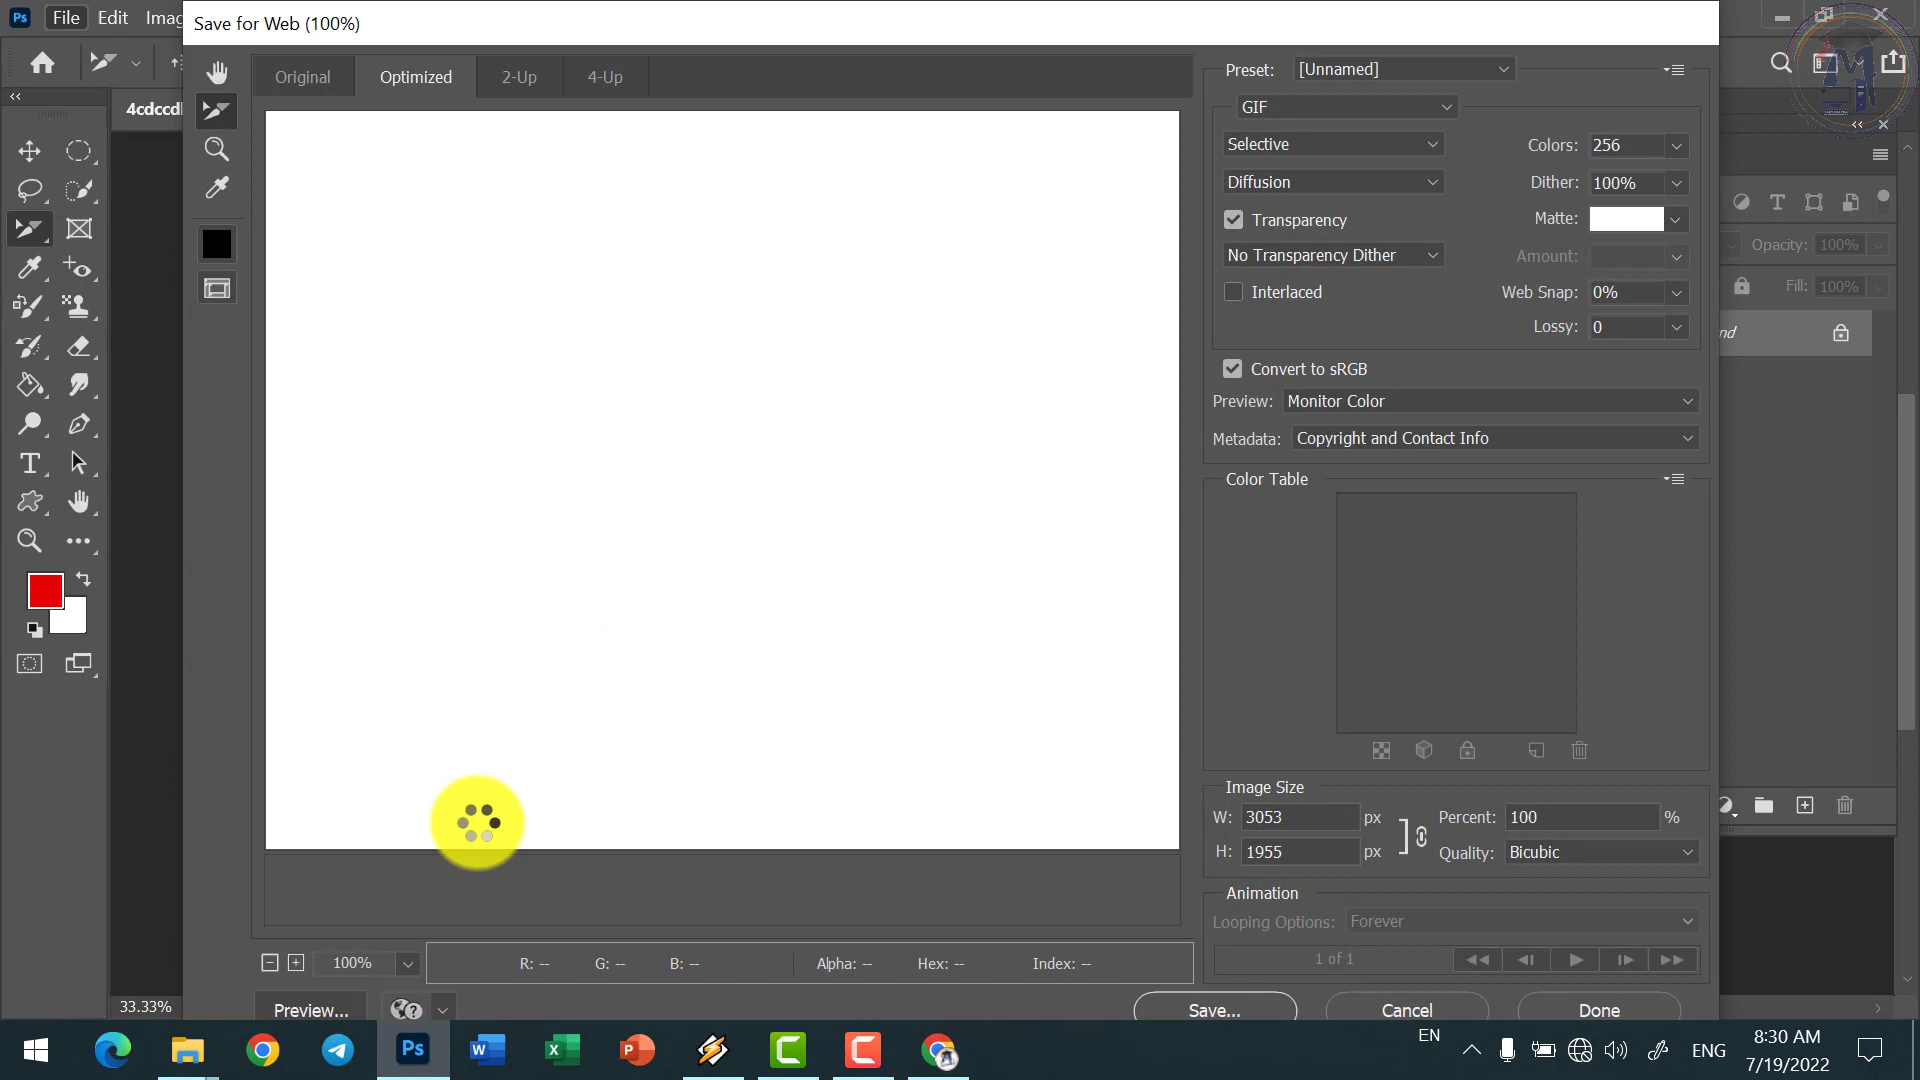 Ps File Edit Imag
Save for Web (100%)
4cdccdl
Original Optimized 2-Up 4-Up
Preset: [Unnamed]
GIF
Selective Colors: 256
Diffusion Dither: 100%
Transparency Matte:
No Transparency Dither Amount:
Interlaced Web Snap: 0%
Lossy: 0
Convert to sRGB
Preview: Monitor Color
Metadata: Copyright and Contact Info
Color Table
Opacity: 100%
Fill: 100%
nd
Image Size
W: 3053 px Percent: 100 %
H: 1955 px Quality: Bicubic
Animation
Looping Options: Forever
1 of 1
100% R: -- G: -- B: -- Alpha: -- Hex: -- Index: --
33.33%
Preview... Save... Cancel Done
EN
ENG
8:30 AM
7/19/2022